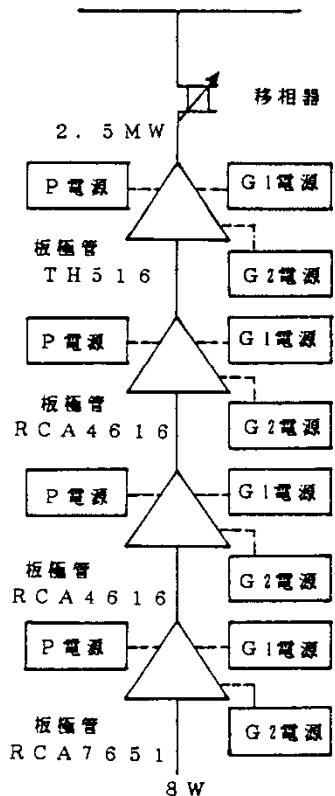 移相器
2.5MW
P電源
G1電源
板極管
TH516
G2電源
P電源
G1電源
板極管
RCA4616
G2電源
P電源
G1電源
板極管
RCA4616
G2電源
P電源
G1電源
板極管
RCA7651
G2電源
8W